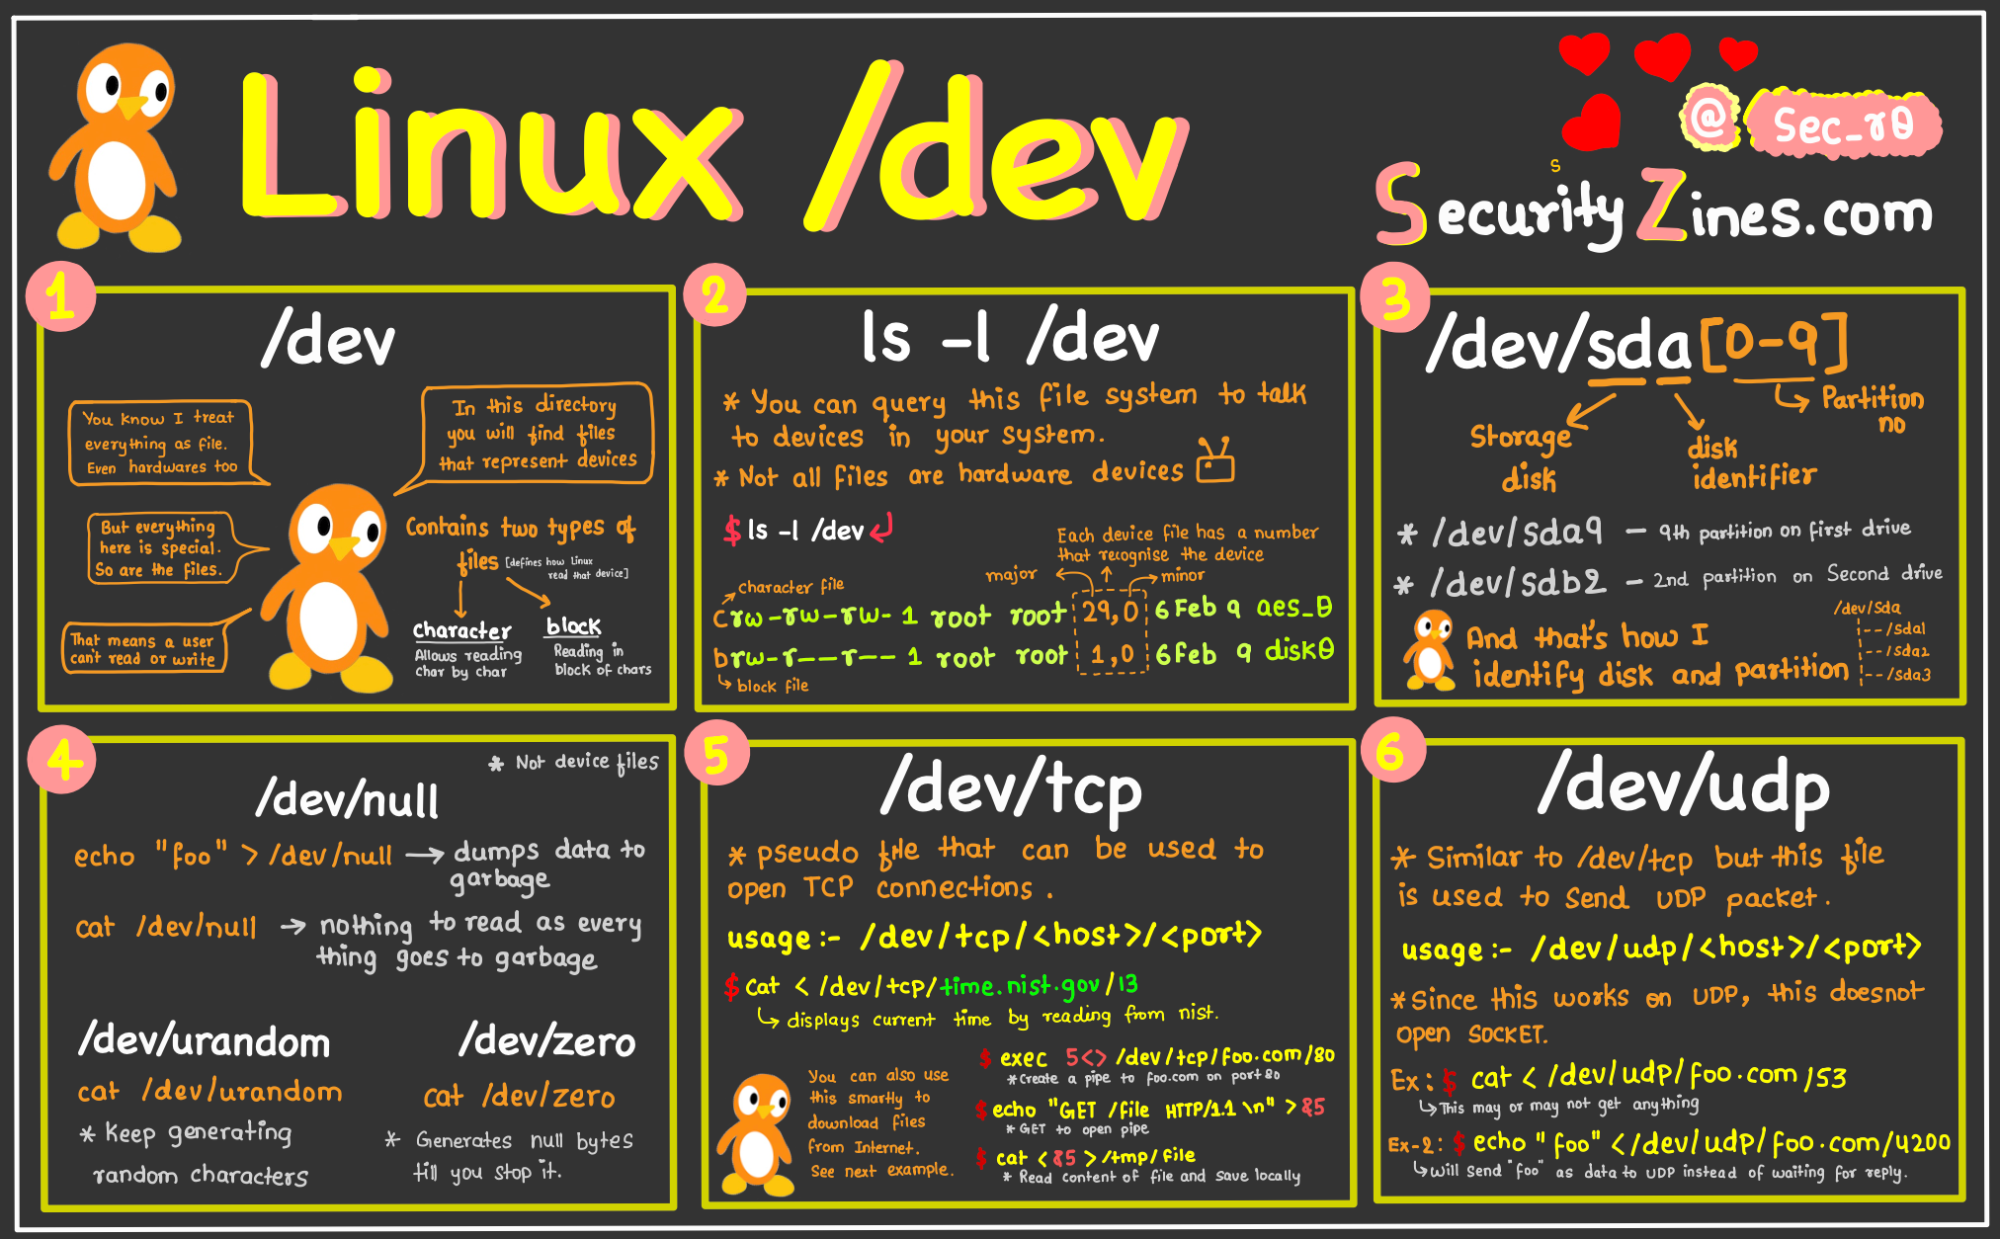 Linux /dev
@ Sec_r0
s
SecurityZines.com
1
/dev
You know I treat
everything as file.
Even hardwares too
In this directory
you will find files
that represent devices
But everything
here is special.
So are the files.
That means a user
can't read or write
Contains two types of
files [defines how Linux
read that device]
character
Allows reading
char by char
block
Reading in
block of chars
2
ls -l /dev
* You can query this file system to talk
to devices in your system.
* Not all files are hardware devices
$ ls -l /dev
Each device file has a number
that recognise the device
major
minor
character file
crw-rw-rw- 1 root root 29,0 6 Feb 9 aes_0
brw-r--r-- 1 root root 1,0 6 Feb 9 disk0
block file
3
/dev/sda[0-9]
Partition
no
Storage
disk
disk
identifier
* /dev/sda9 - 9th partition on first drive
* /dev/sdb2 - 2nd partition on Second drive
And that's how I
identify disk and partition
/dev/sda
|--/sda1
|--/sda2
|--/sda3
4
* Not device files
/dev/null
echo "foo" > /dev/null → dumps data to
garbage
cat /dev/null → nothing to read as every
thing goes to garbage
/dev/urandom
cat /dev/urandom
* Keep generating
random characters
/dev/zero
cat /dev/zero
* Generates null bytes
till you stop it.
5
/dev/tcp
* pseudo file that can be used to
open TCP connections.
usage :- /dev/tcp/<host>/<port>
$ cat < /dev/tcp/time.nist.gov/13
displays current time by reading from nist.
You can also use
this smartly to
download files
from Internet.
See next example.
$ exec 5<> /dev/tcp/foo.com/80
* Create a pipe to foo.com on port 80
$ echo "GET /file HTTP/1.1 \n" > &5
* GET to open pipe
$ cat < &5 > /tmp/file
* Read content of file and save locally
6
/dev/udp
* Similar to /dev/tcp but this file
is used to send UDP packet.
usage :- /dev/udp/<host>/<port>
* Since this works on UDP, this doesnot
open SOCKET.
Ex : $ cat < /dev/udp/foo.com /53
This may or may not get anything
Ex-2 : $ echo "foo" </dev/udp/foo.com/4200
will send "foo" as data to UDP instead of waiting for reply.